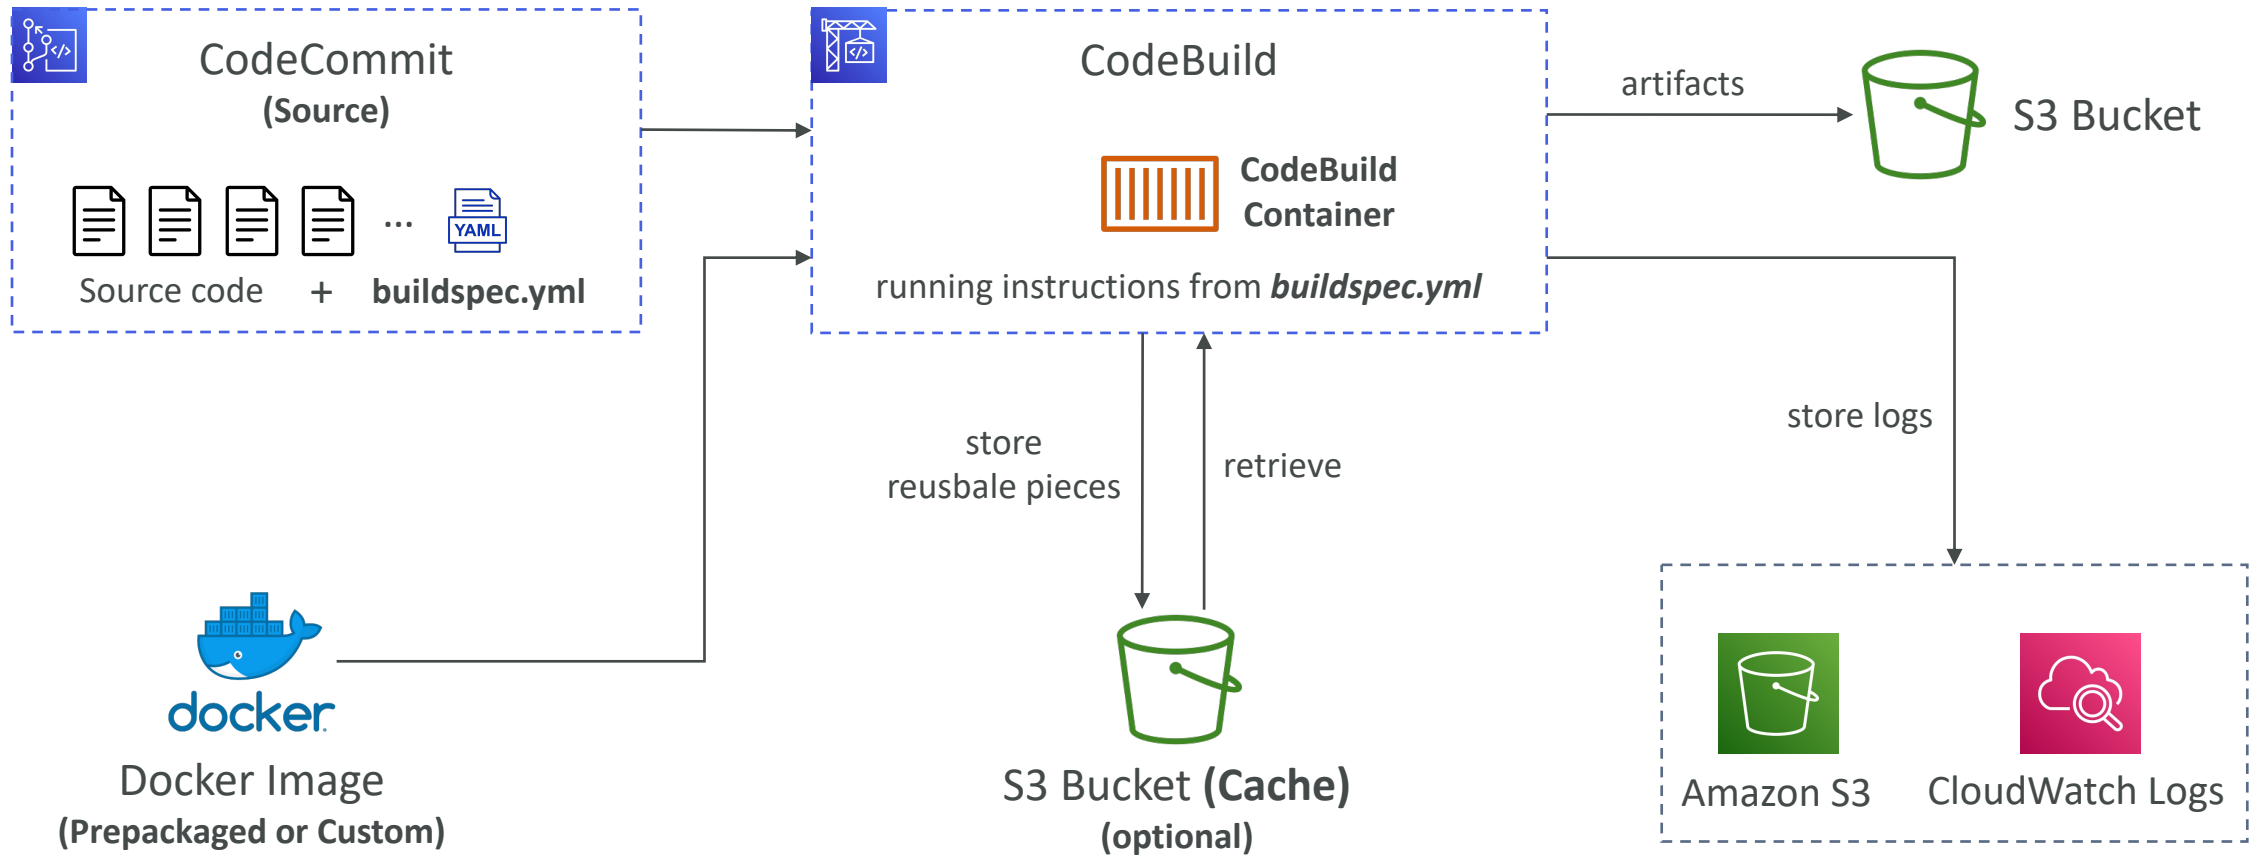 CodeCommit
(Source)
...
YAML
Source code + buildspec.yml
CodeBuild
CodeBuild
Container
running instructions from buildspec.yml
artifacts
S3 Bucket
store logs
store
reusbale pieces
retrieve
docker
Docker Image
(Prepackaged or Custom)
S3 Bucket (Cache)
(optional)
Amazon S3
CloudWatch Logs